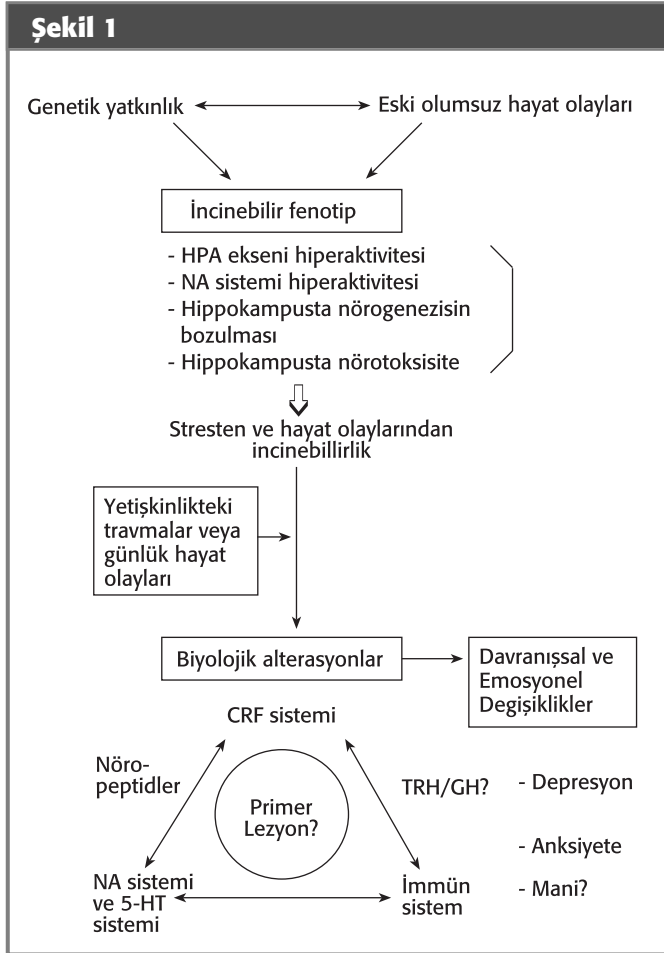 Şekil 1
Genetik yatkınlık
Eski olumsuz hayat olayları
İncinebilir fenotip
- HPA ekseni hiperaktivitesi
- NA sistemi hiperaktivitesi
- Hippokampusta nörogenezisin
bozulması
- Hippokampusta nörotoksisite
Stresten ve hayat olaylarından
incinebillirlik
Yetişkinlikteki
travmalar veya
günlük hayat
olayları
Biyolojik alterasyonlar
Davranışsal ve
Emosyonel
Degişiklikler
CRF sistemi
Nöro-
peptidler
Primer
Lezyon?
TRH/GH?
- Depresyon
- Anksiyete
- Mani?
NA sistemi
ve 5-HT
sistemi
İmmün
sistem